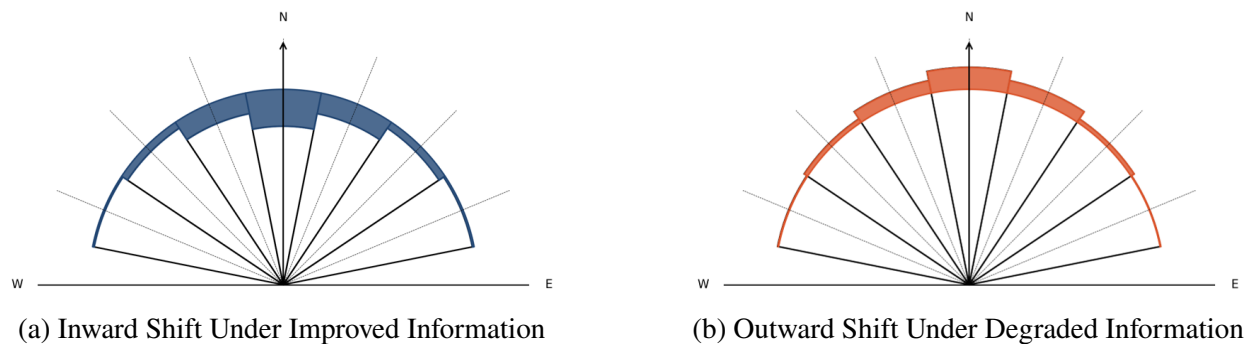 N
N
W
E
W
E
(a) Inward Shift Under Improved Information
(b) Outward Shift Under Degraded Information